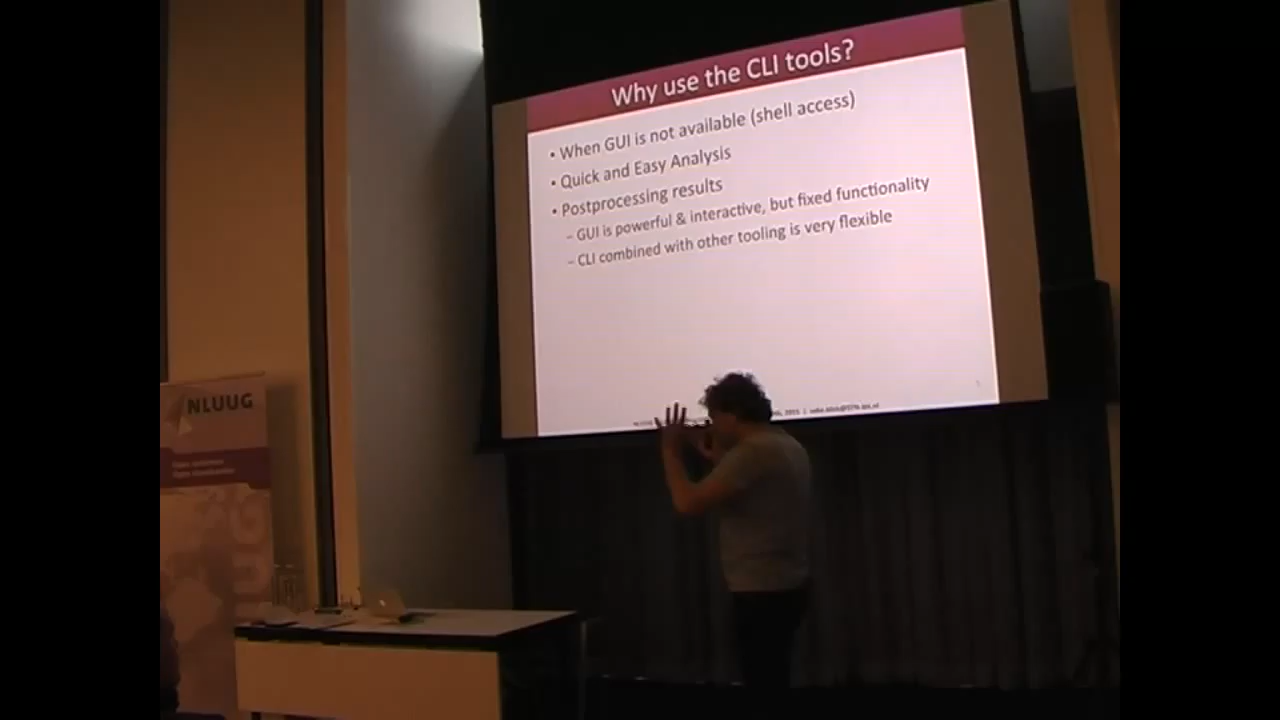 Why use the CLI tools?
• When GUI is not available (shell access)
• Quick and Easy Analysis
• Postprocessing results
– GUI is powerful & interactive, but fixed functionality
– CLI combined with other tooling is very flexible
NLUUG